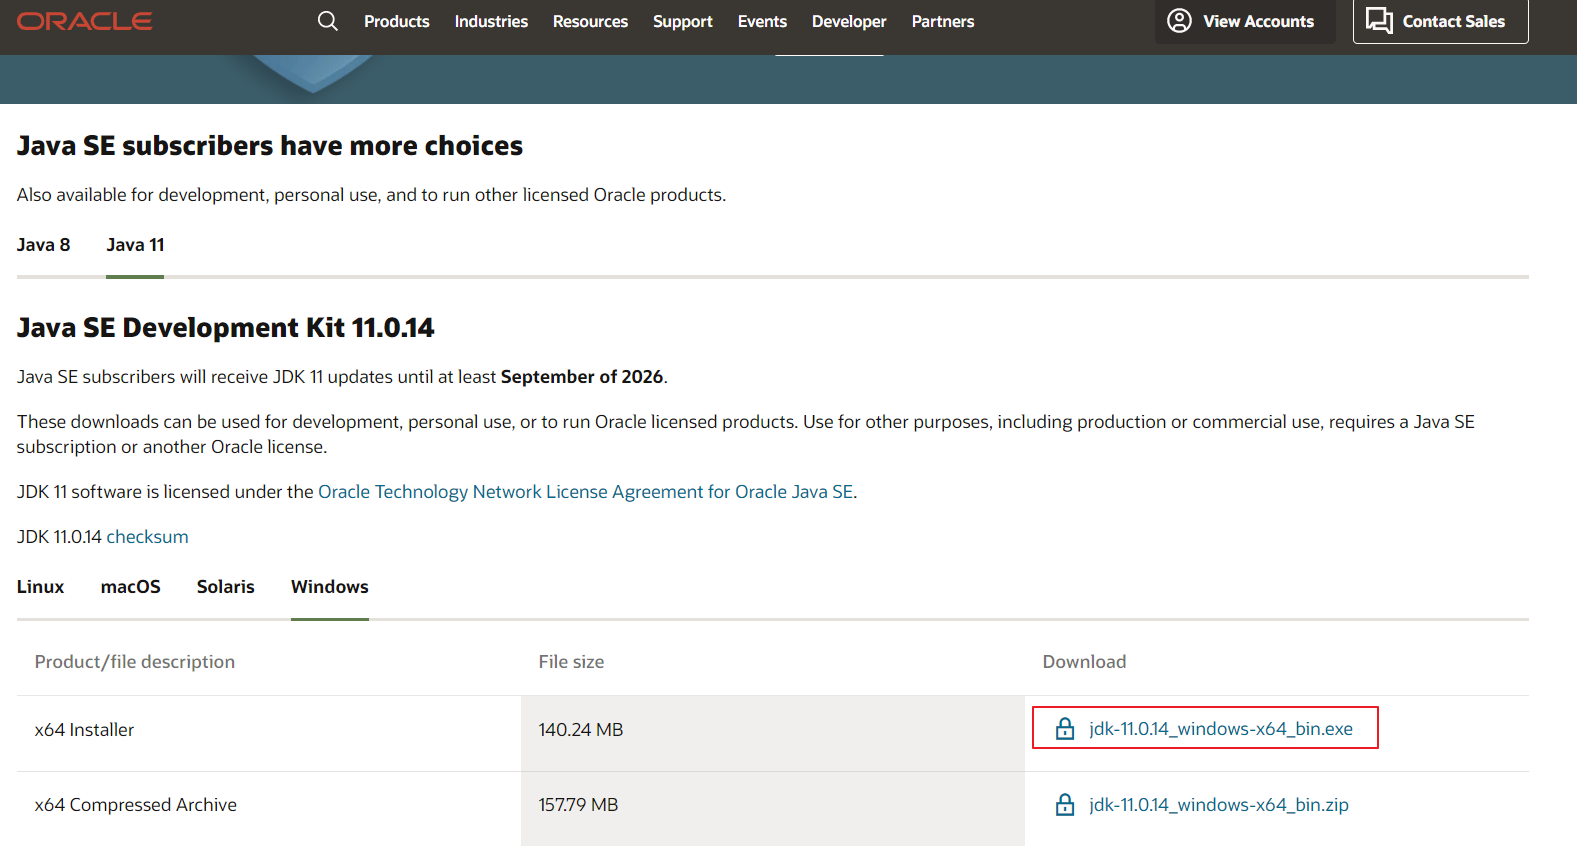 ORACLE Products Industries Resources Support Events Developer Partners View Accounts Contact Sales
Java SE subscribers have more choices
Also available for development, personal use, and to run other licensed Oracle products.
Java 8 Java 11
Java SE Development Kit 11.0.14
Java SE subscribers will receive JDK 11 updates until at least September of 2026.
These downloads can be used for development, personal use, or to run Oracle licensed products. Use for other purposes, including production or commercial use, requires a Java SE
subscription or another Oracle license.
JDK 11 software is licensed under the Oracle Technology Network License Agreement for Oracle Java SE.
JDK 11.0.14 checksum
Linux macOS Solaris Windows
Product/file description File size Download
x64 Installer 140.24 MB jdk-11.0.14_windows-x64_bin.exe
x64 Compressed Archive 157.79 MB jdk-11.0.14_windows-x64_bin.zip